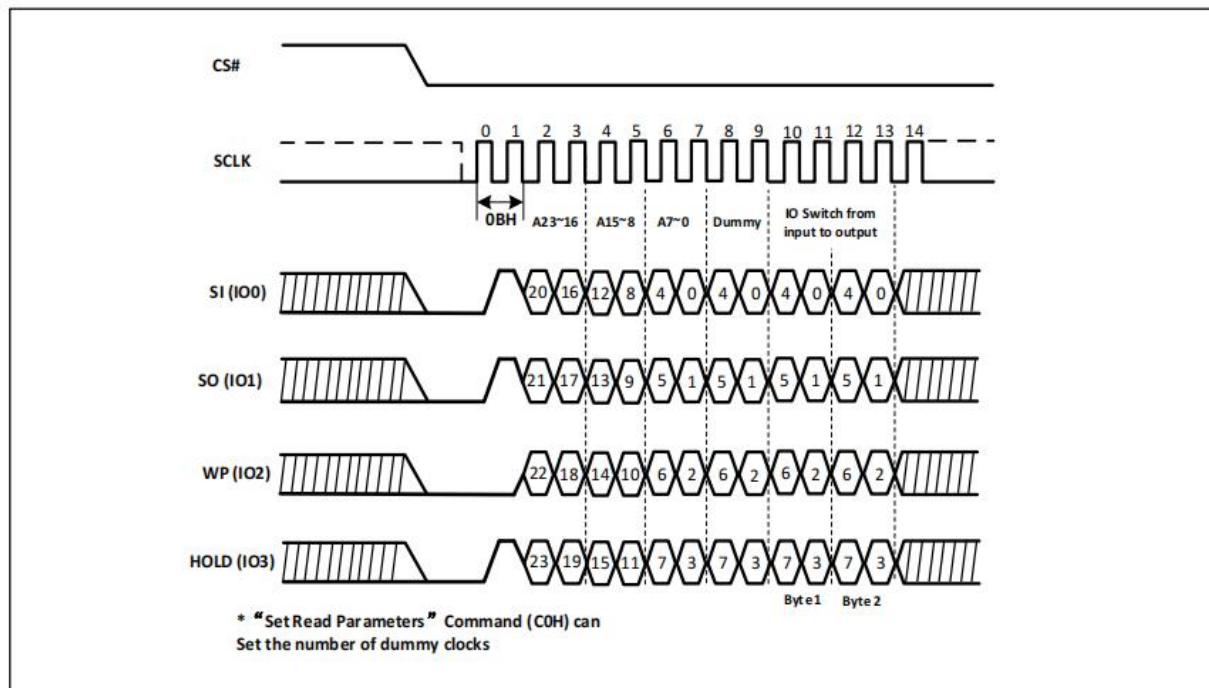 CS#
0 1 2 3 4 5 6 7 8 9 10 11 12 13 14
SCLK
0BH A23~16 A15~8 A7~0 Dummy IO Switch from
input to output
SI (IO0) 20 16 12 8 4 0 4 0 4 0 4 0
SO (IO1) 21 17 13 9 5 1 5 1 5 1 5 1
WP (IO2) 22 18 14 10 6 2 6 2 6 2 6 2
HOLD (IO3) 23 19 15 11 7 3 7 3 7 3 7 3
Byte1 Byte 2
* “Set Read Parameters” Command (C0H) can
Set the number of dummy clocks